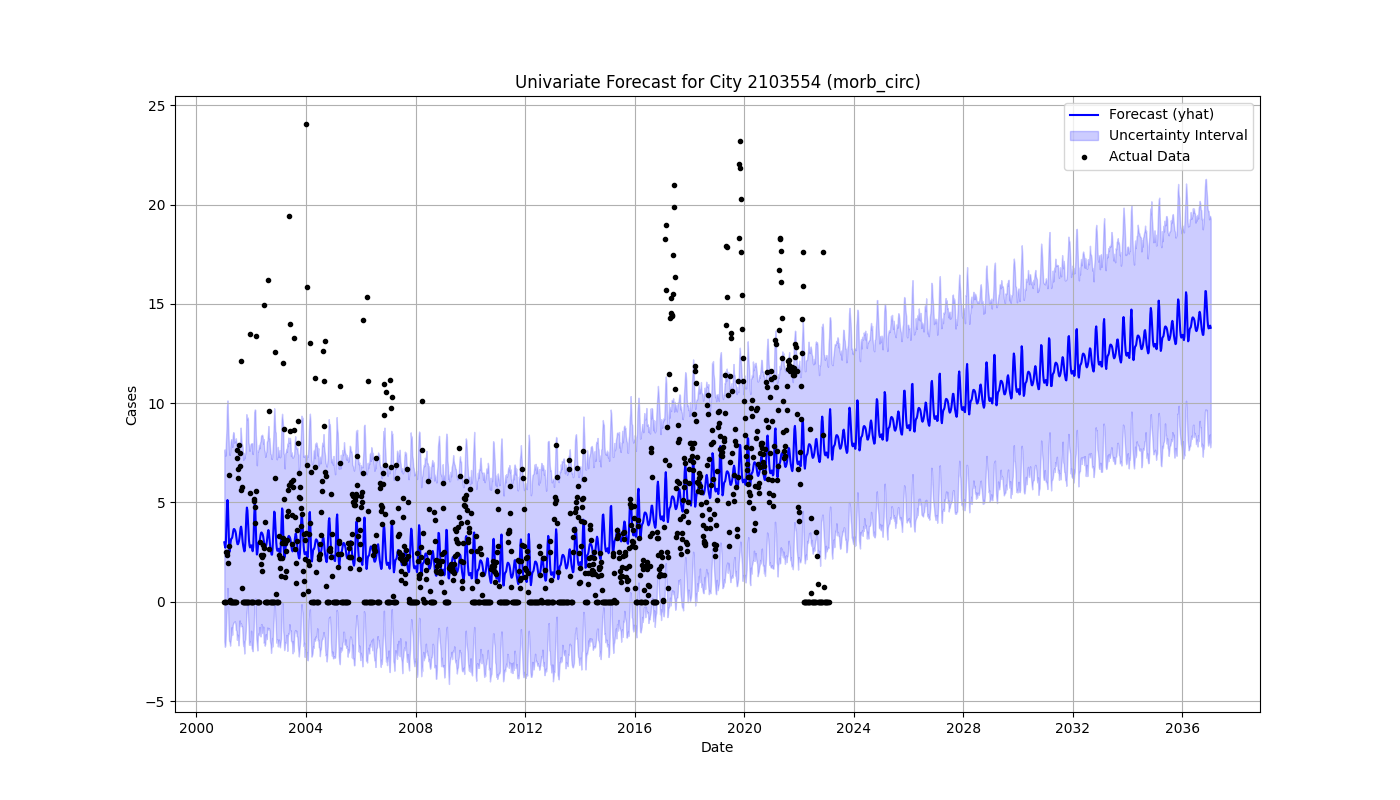 Univariate Forecast for City 2103554 (morb_circ)
Forecast (yhat)
Uncertainty Interval
Actual Data
25
20
15
10
5
0
−5
Cases
2000 2004 2008 2012 2016 2020 2024 2028 2032 2036
Date